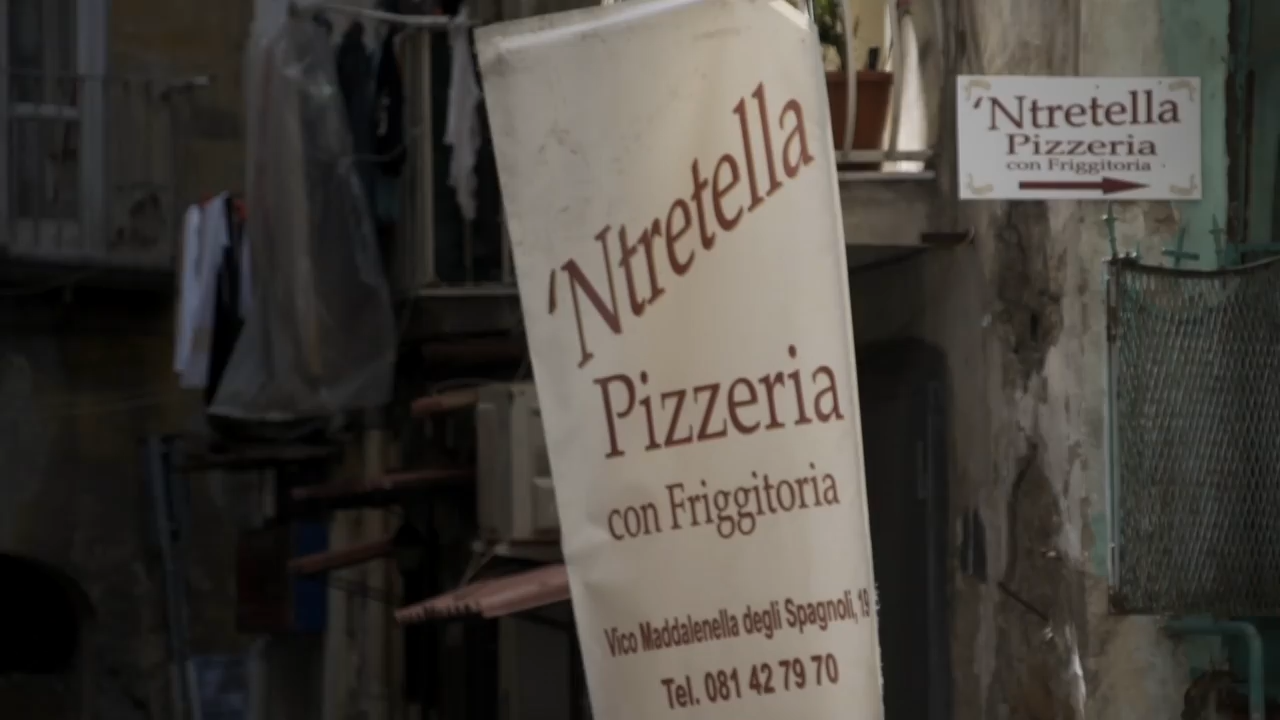 'Ntretella
Pizzeria
con Friggitoria
Vico Maddalenella degli Spagnoli, 19
Tel. 081 42 79 70
'Ntretella
Pizzeria
con Friggitoria